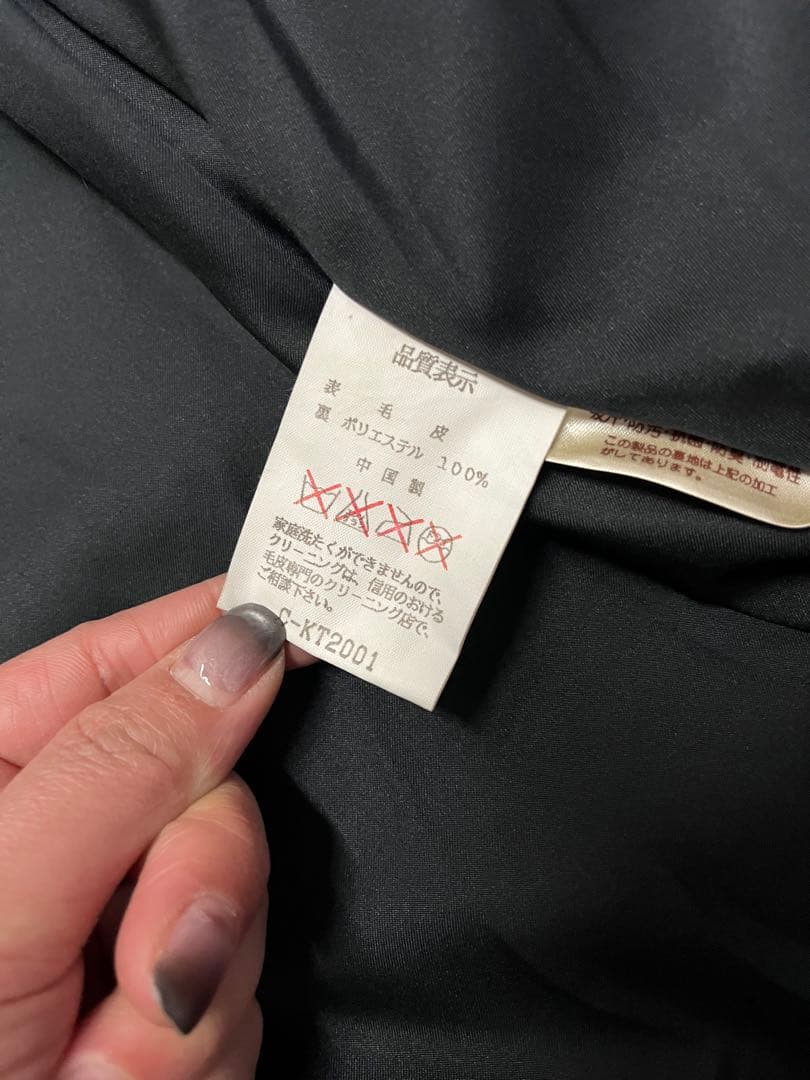 品質表示
表 毛皮
裏 ポリエステル 100%
中国製
家庭洗たくができませんので、
クリーニングは、信用のおける
毛皮専門のクリーニング店で、
ご相談下さい。
C-KT2001
この製品の裏地は上記の加工
がしてあります。